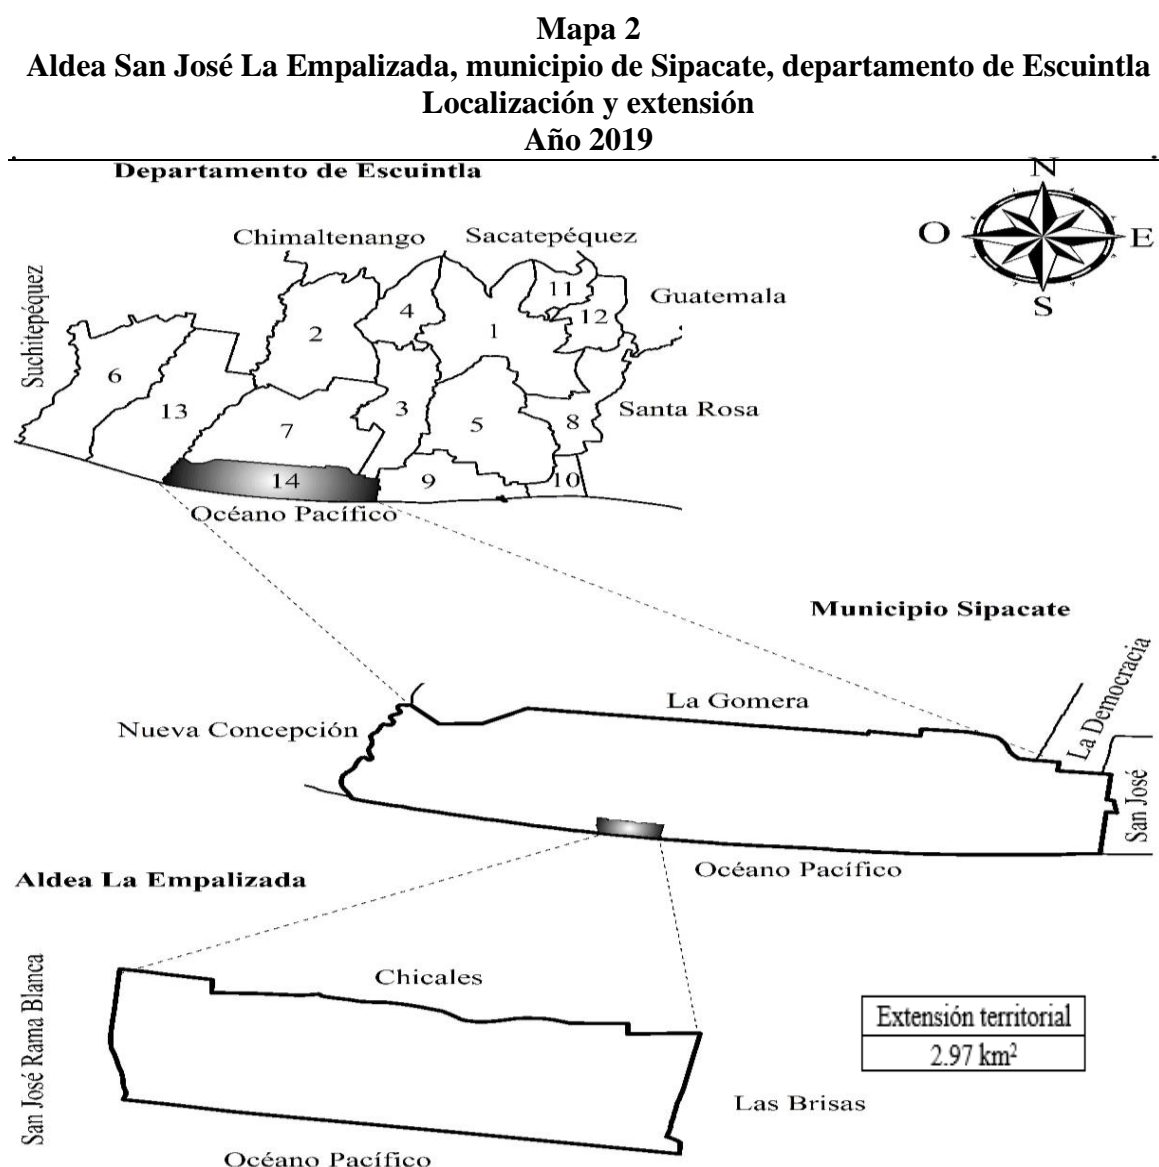 Mapa 2
Aldea San José La Empalizada, municipio de Sipacate, departamento de Escuintla
Localización y extensión
Año 2019
Departamento de Escuintla
N
O
E
S
Chimaltenango
Sacatepéquez
Suchitepéquez
Guatemala
11
4
12
2
1
6
13
3
Santa Rosa
7
5
8
14
9
10
Océano Pacífico
Municipio Sipacate
La Democracia
La Gomera
Nueva Concepción
San José
Océano Pacífico
Aldea La Empalizada
San José Rama Blanca
Chicales
Extensión territorial
2.97 km²
Las Brisas
Océano Pacífico